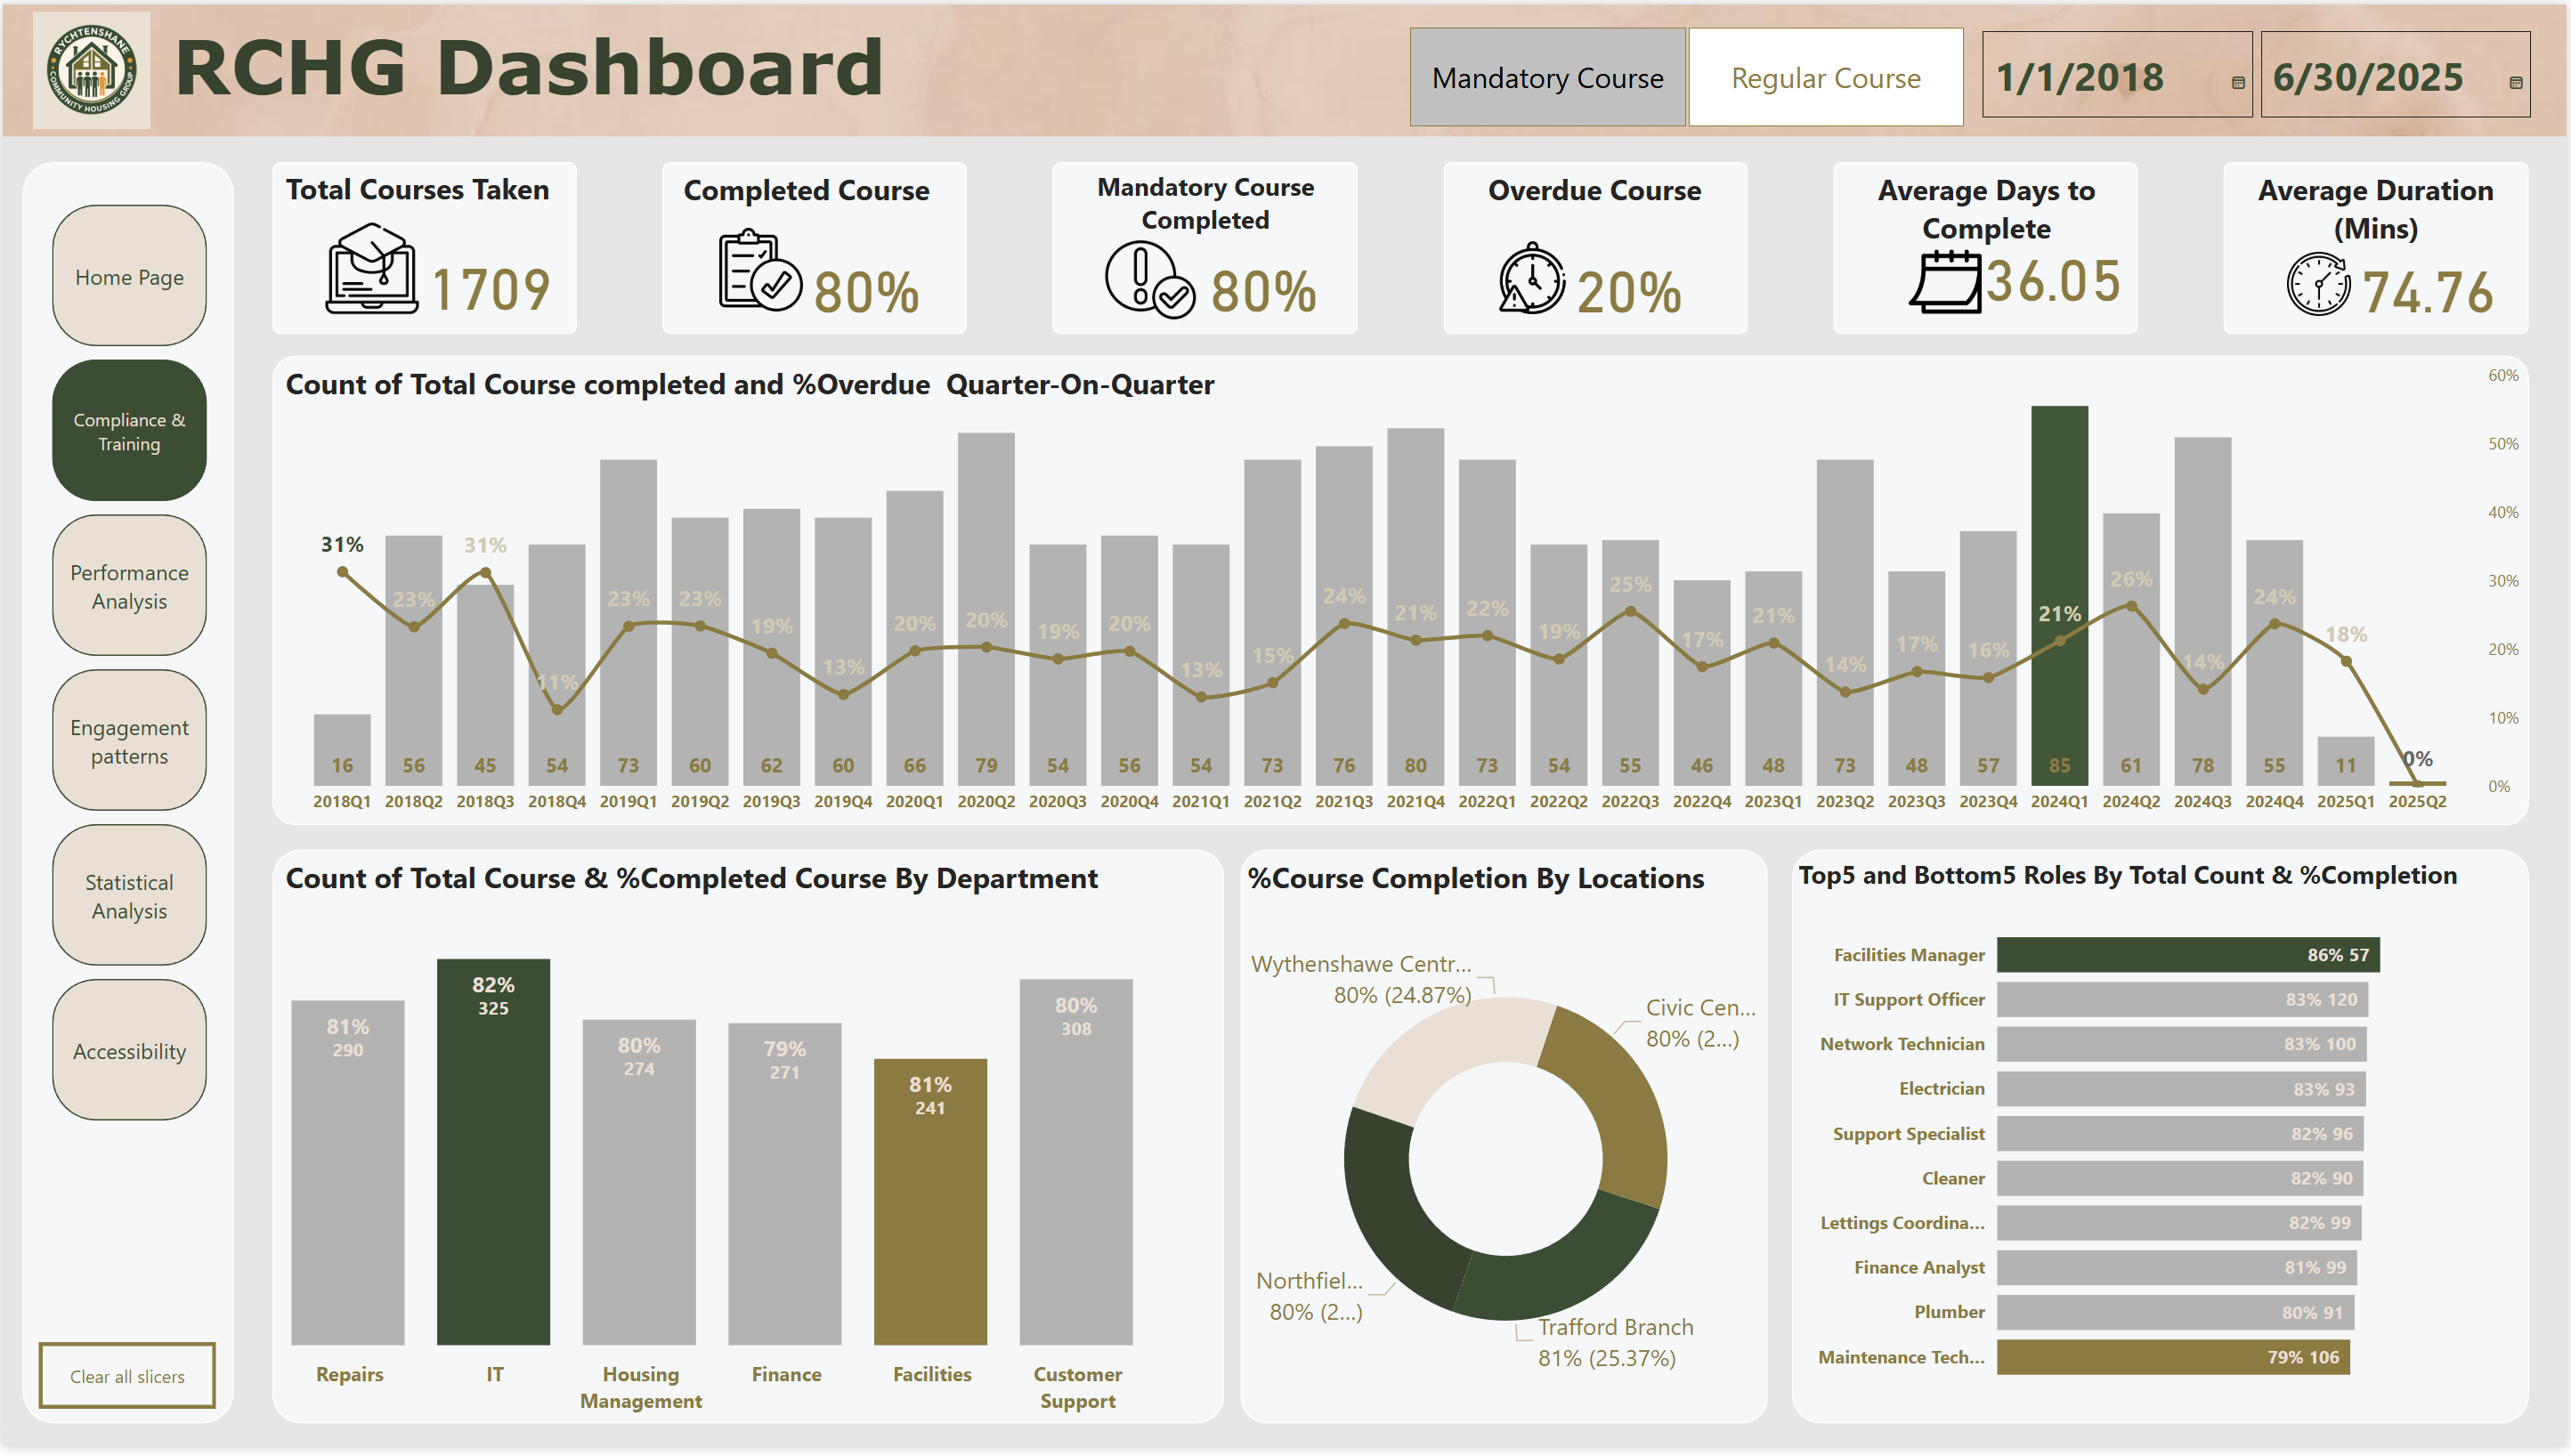 RYCHTENSHANE
COMMUNITY HOUSING GROUP
RCHG Dashboard
Mandatory Course
Regular Course
1/1/2018
6/30/2025
Home Page
Compliance &
Training
Performance
Analysis
Engagement
patterns
Statistical
Analysis
Accessibility
Clear all slicers
Total Courses Taken
1709
Completed Course
80%
Mandatory Course
Completed
80%
Overdue Course
20%
Average Days to
Complete
36.05
Average Duration
(Mins)
74.76
Count of Total Course completed and %Overdue  Quarter-On-Quarter
60%
50%
40%
30%
20%
10%
0%
31% 23% 31% 11% 23% 23% 19% 13% 20% 20% 19% 20% 13% 15% 24% 21% 22% 19% 25% 17% 21% 14% 17% 16% 21% 26% 14% 24% 18% 0%
16 56 45 54 73 60 62 60 66 79 54 56 54 73 76 80 73 54 55 46 48 73 48 57 85 61 78 55 11
2018Q1 2018Q2 2018Q3 2018Q4 2019Q1 2019Q2 2019Q3 2019Q4 2020Q1 2020Q2 2020Q3 2020Q4 2021Q1 2021Q2 2021Q3 2021Q4 2022Q1 2022Q2 2022Q3 2022Q4 2023Q1 2023Q2 2023Q3 2023Q4 2024Q1 2024Q2 2024Q3 2024Q4 2025Q1 2025Q2
Count of Total Course & %Completed Course By Department
81%
290
Repairs
82%
325
IT
80%
274
Housing
Management
79%
271
Finance
81%
241
Facilities
80%
308
Customer
Support
%Course Completion By Locations
Wythenshawe Centr...
80% (24.87%)
Civic Cen...
80% (2...)
Northfiel...
80% (2...)
Trafford Branch
81% (25.37%)
Top5 and Bottom5 Roles By Total Count & %Completion
Facilities Manager 86% 57
IT Support Officer 83% 120
Network Technician 83% 100
Electrician 83% 93
Support Specialist 82% 96
Cleaner 82% 90
Lettings Coordina... 82% 99
Finance Analyst 81% 99
Plumber 80% 91
Maintenance Tech... 79% 106